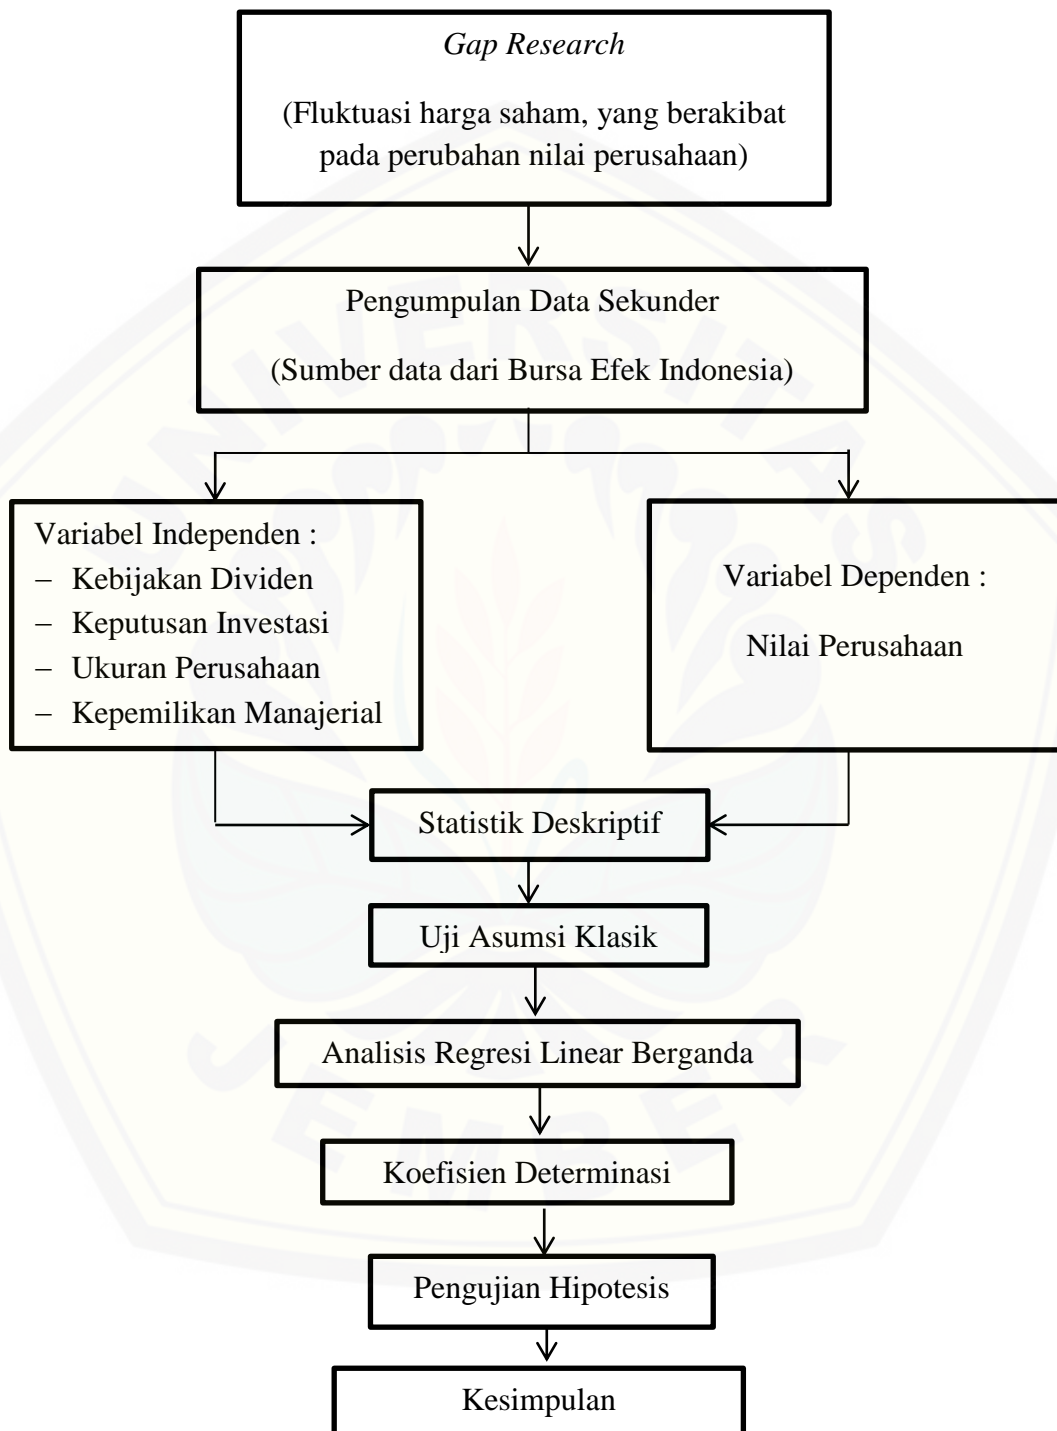 Gap Research
(Fluktuasi harga saham, yang berakibat
pada perubahan nilai perusahaan)
Pengumpulan Data Sekunder
(Sumber data dari Bursa Efek Indonesia)
Variabel Independen :
– Kebijakan Dividen
– Keputusan Investasi
– Ukuran Perusahaan
– Kepemilikan Manajerial
Variabel Dependen :
Nilai Perusahaan
Statistik Deskriptif
Uji Asumsi Klasik
Analisis Regresi Linear Berganda
Koefisien Determinasi
Pengujian Hipotesis
Kesimpulan
UNIVERSITAS
JEMBER